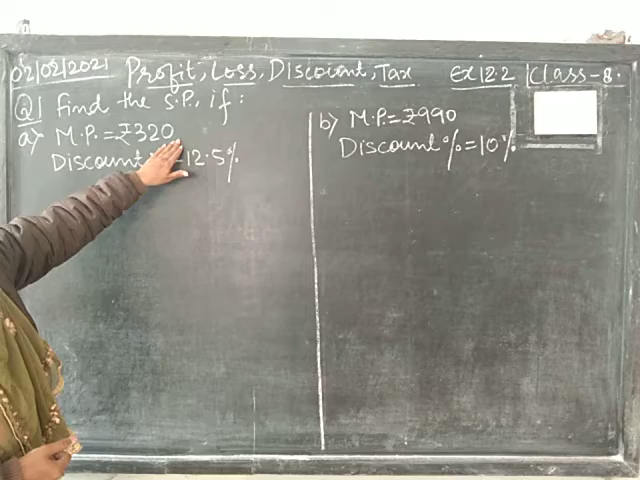 02/02/2021 Profit, Loss, Discount, Tax Ex 12.2 Class-8
Q1 Find the S.P., if :
a) M.P. = ₹320
Discount = 12.5%
b) M.P. = ₹990
Discount % = 10%